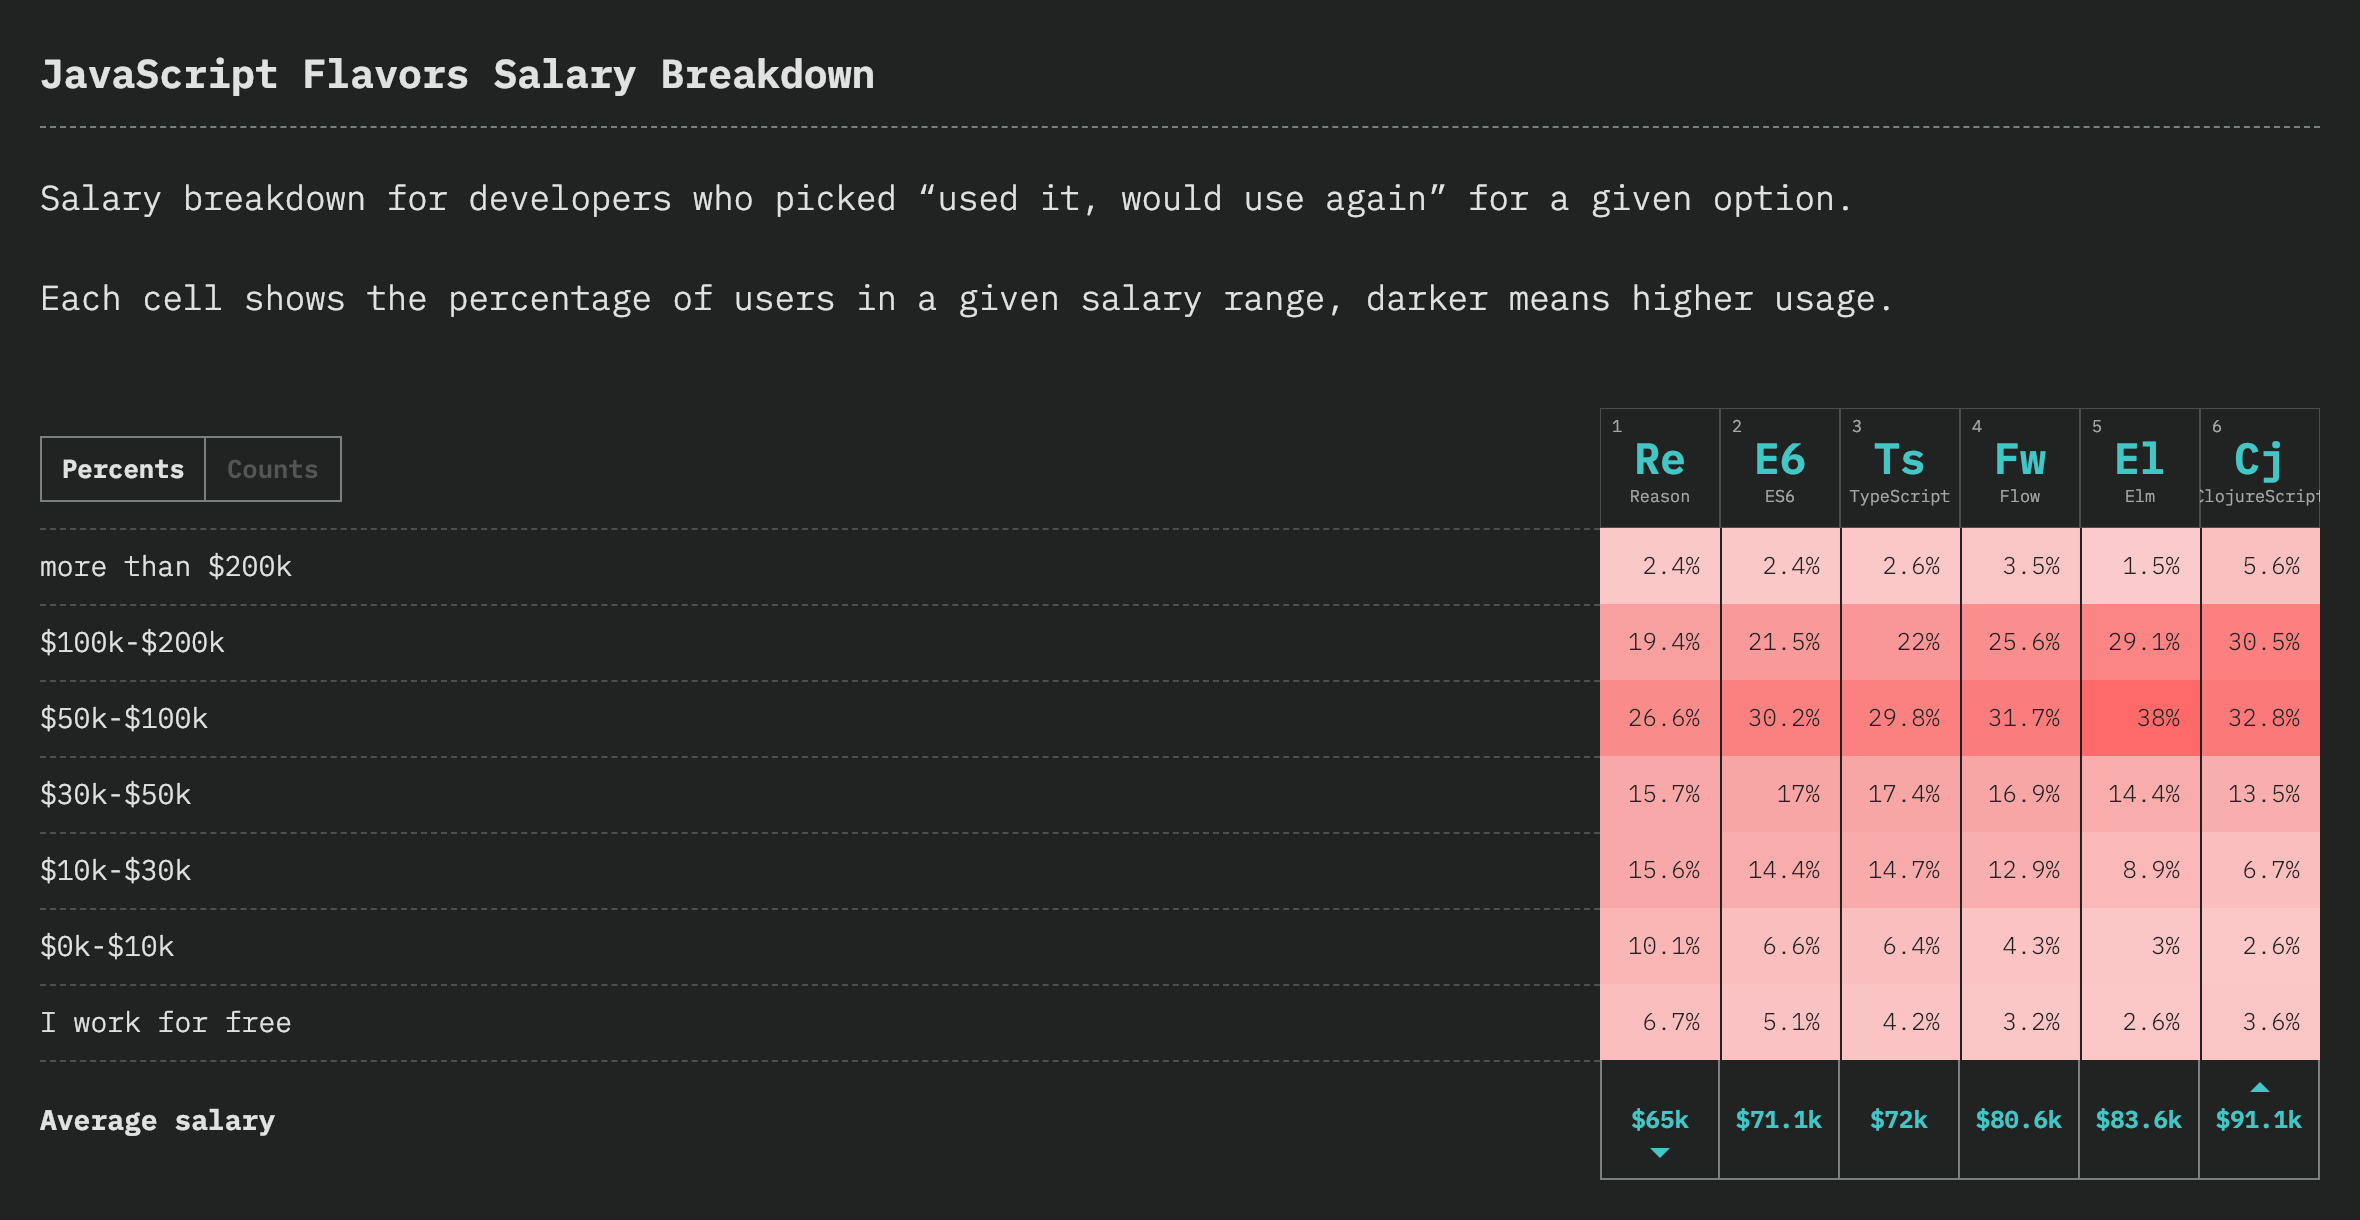 JavaScript Flavors Salary Breakdown
Salary breakdown for developers who picked “used it, would use again” for a given option.
Each cell shows the percentage of users in a given salary range, darker means higher usage.
Percents Counts
1 2 3 4 5 6
Re E6 Ts Fw El Cj
Reason ES6 TypeScript Flow Elm ClojureScript
more than $200k 2.4% 2.4% 2.6% 3.5% 1.5% 5.6%
$100k-$200k 19.4% 21.5% 22% 25.6% 29.1% 30.5%
$50k-$100k 26.6% 30.2% 29.8% 31.7% 38% 32.8%
$30k-$50k 15.7% 17% 17.4% 16.9% 14.4% 13.5%
$10k-$30k 15.6% 14.4% 14.7% 12.9% 8.9% 6.7%
$0k-$10k 10.1% 6.6% 6.4% 4.3% 3% 2.6%
I work for free 6.7% 5.1% 4.2% 3.2% 2.6% 3.6%
Average salary $65k $71.1k $72k $80.6k $83.6k $91.1k